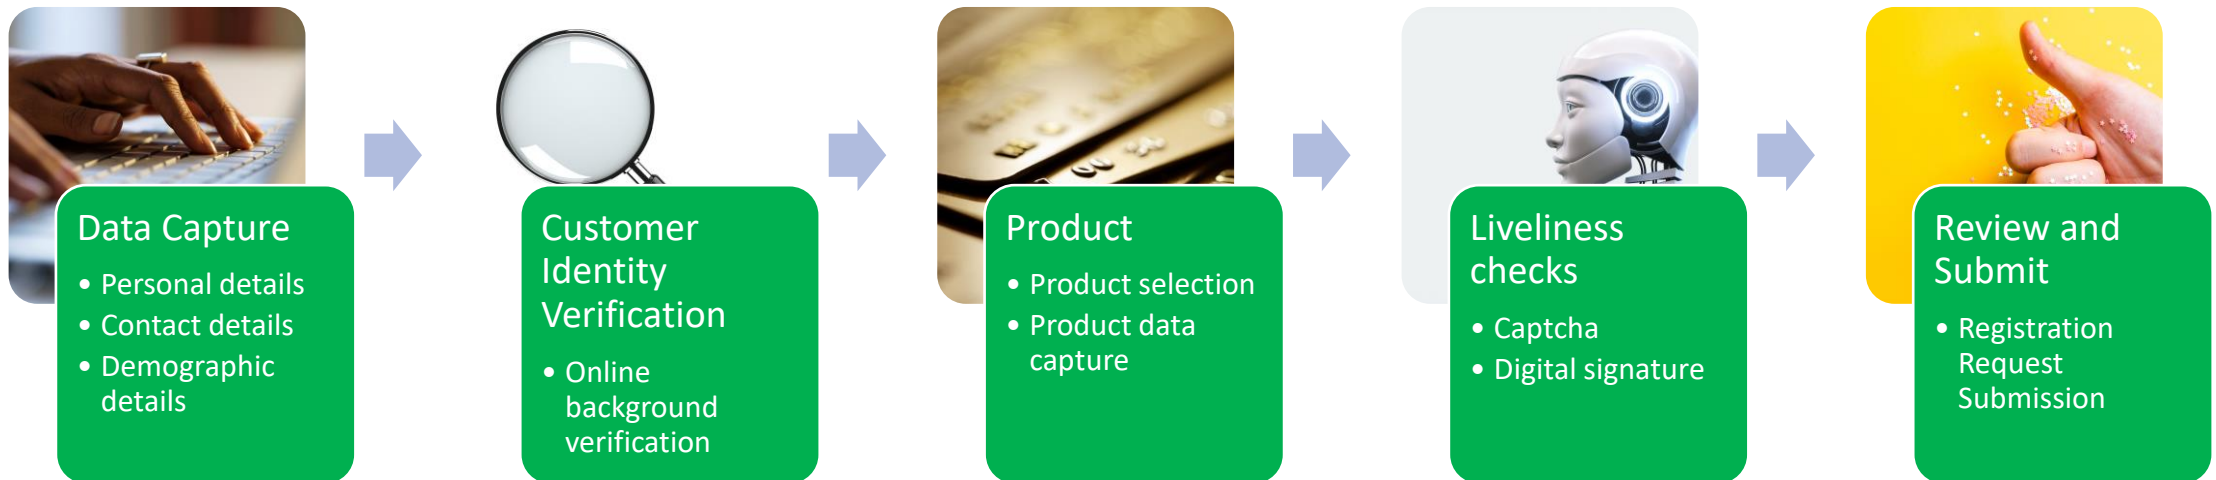 Data Capture
• Personal details
• Contact details
• Demographic
details
Customer
Identity
Verification
• Online
background
verification
Product
• Product selection
• Product data
capture
Liveliness
checks
• Captcha
• Digital signature
Review and
Submit
• Registration
Request
Submission